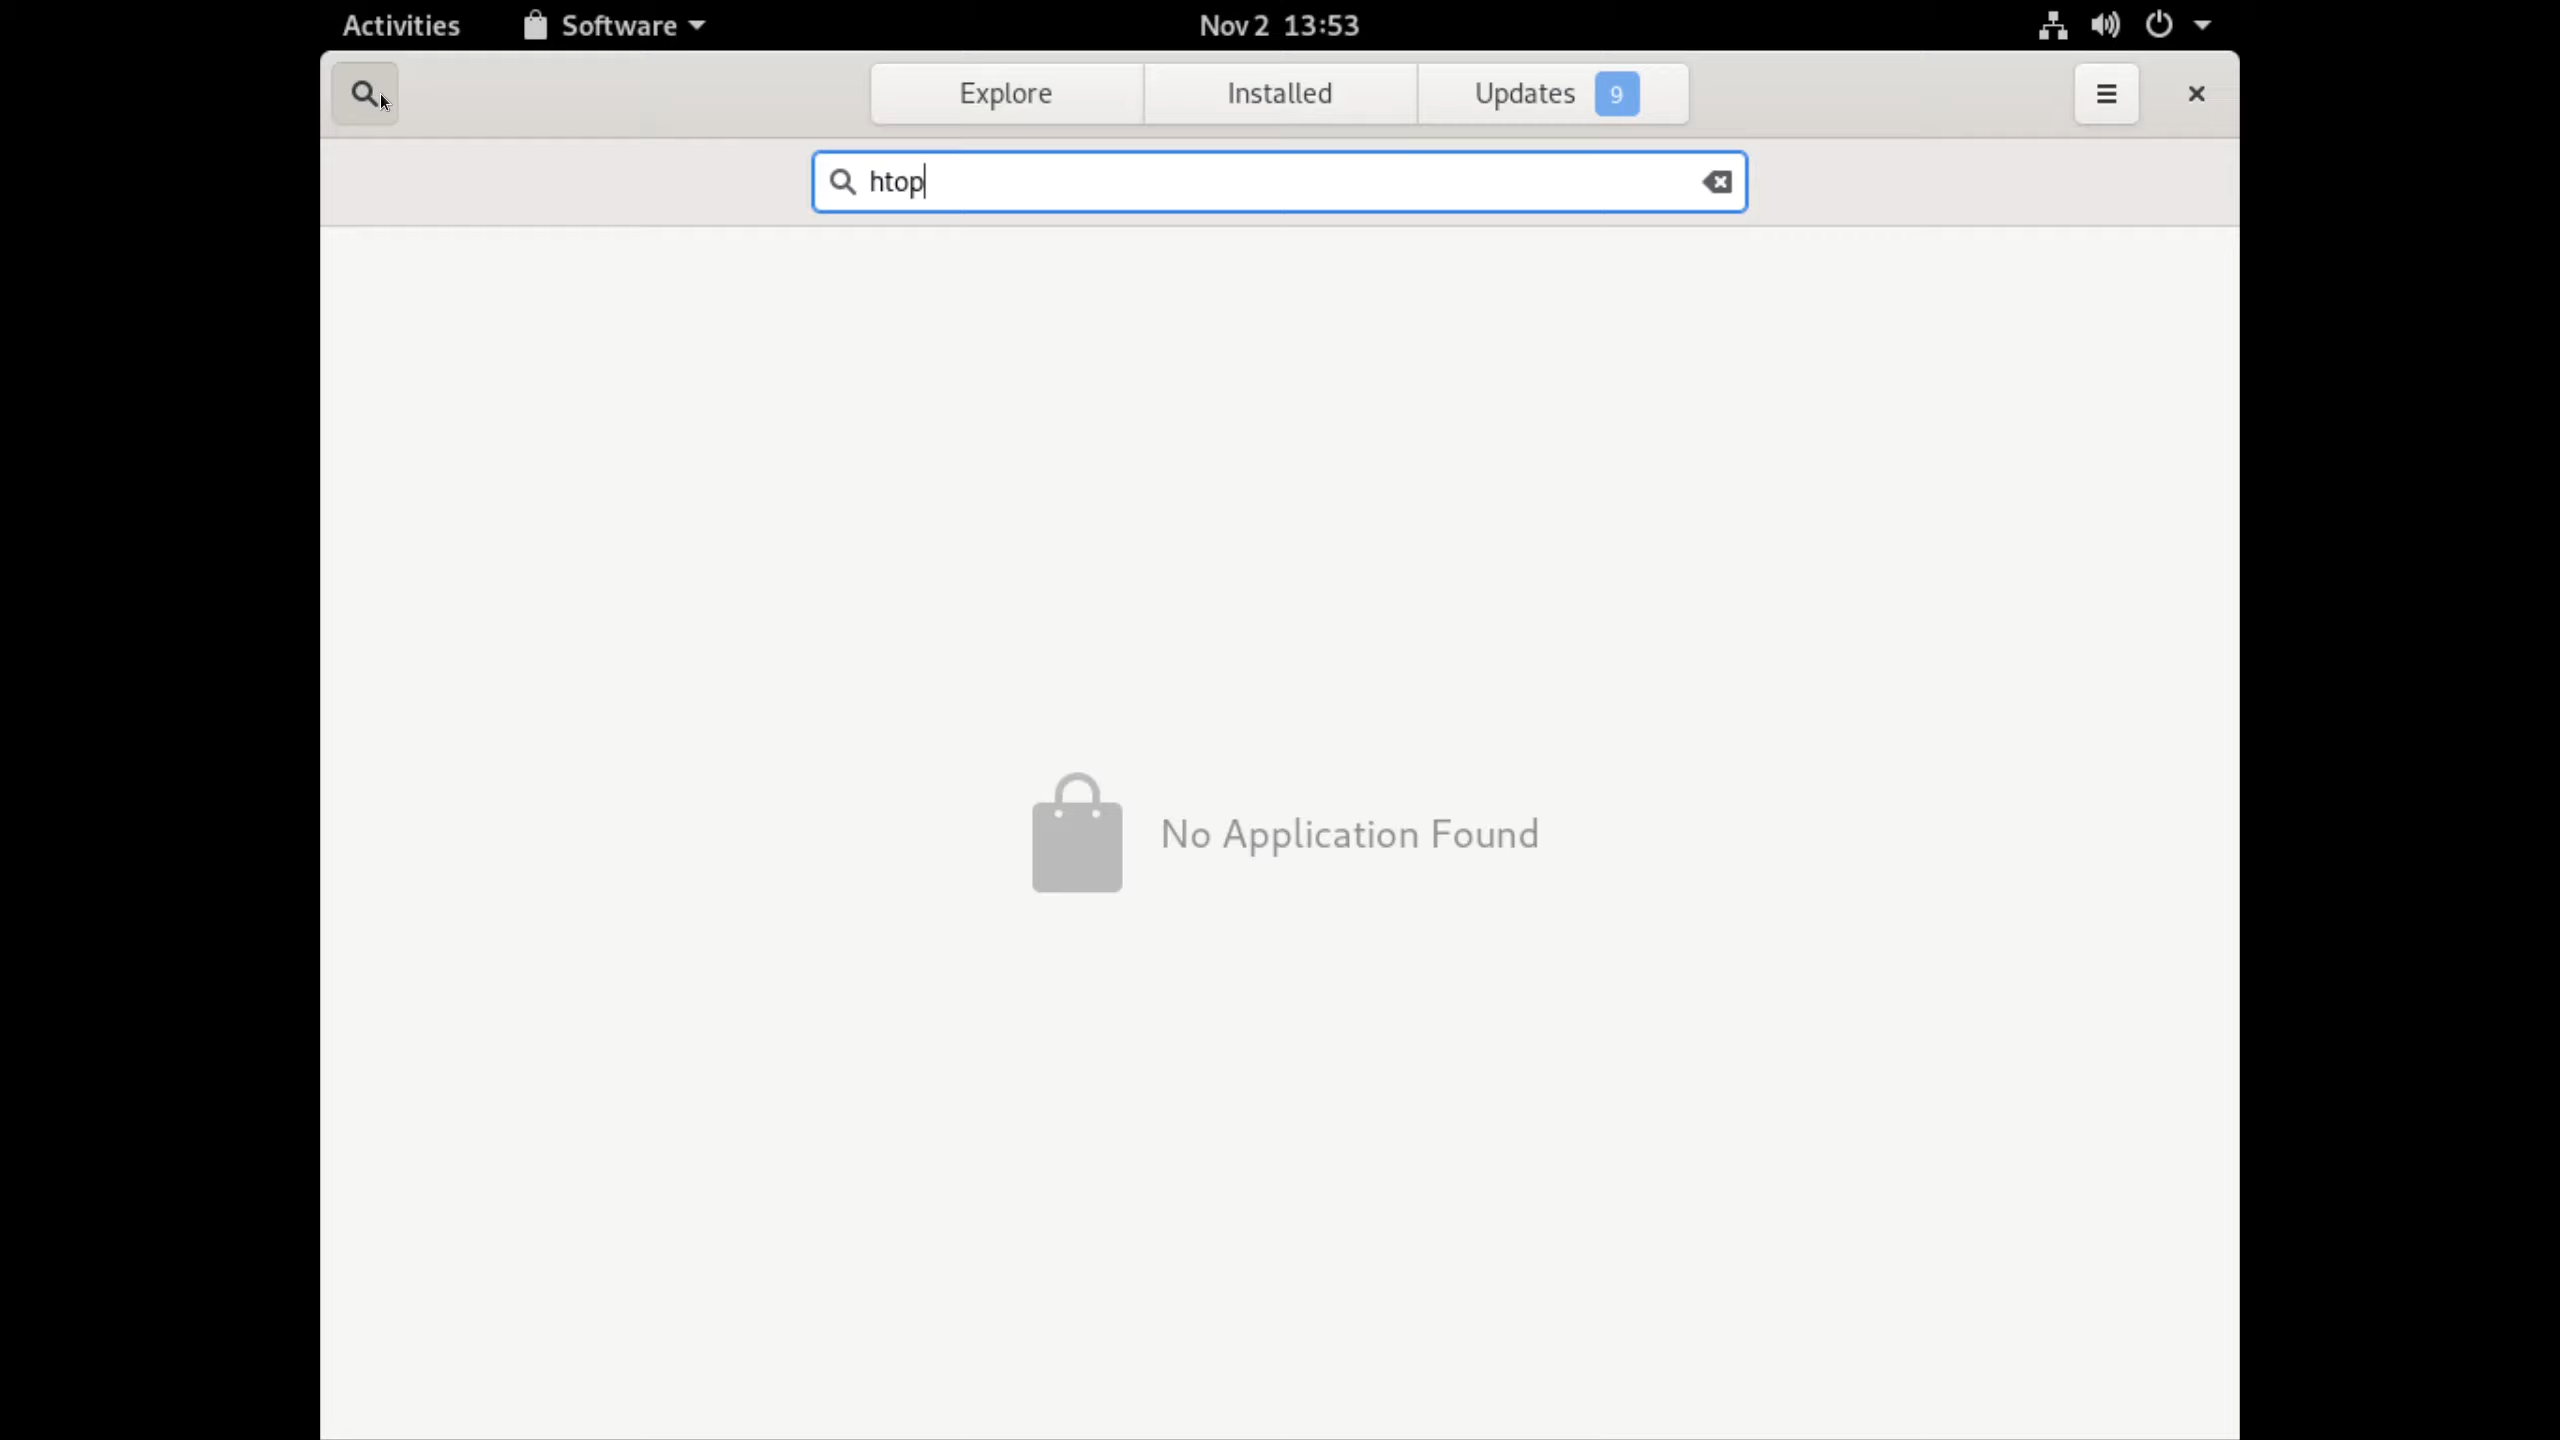 Activities
Software
Nov 2 13:53
Explore
Installed
Updates
9
htop
No Application Found